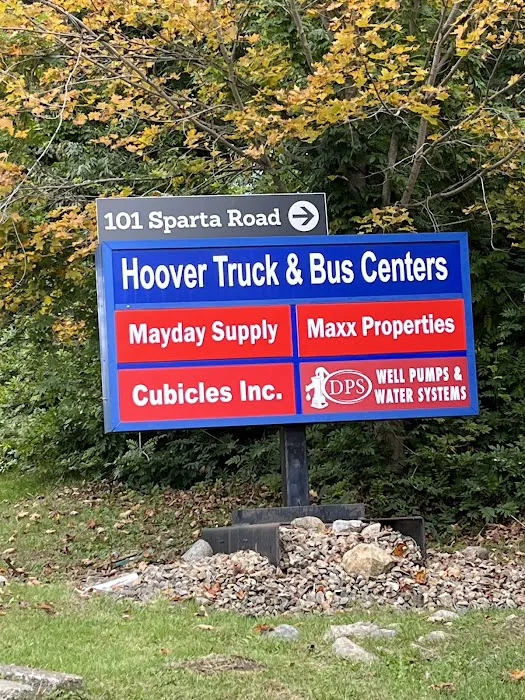 101 Sparta Road
Hoover Truck & Bus Centers
Mayday Supply
Maxx Properties
Cubicles Inc.
DPS
WELL PUMPS &
WATER SYSTEMS